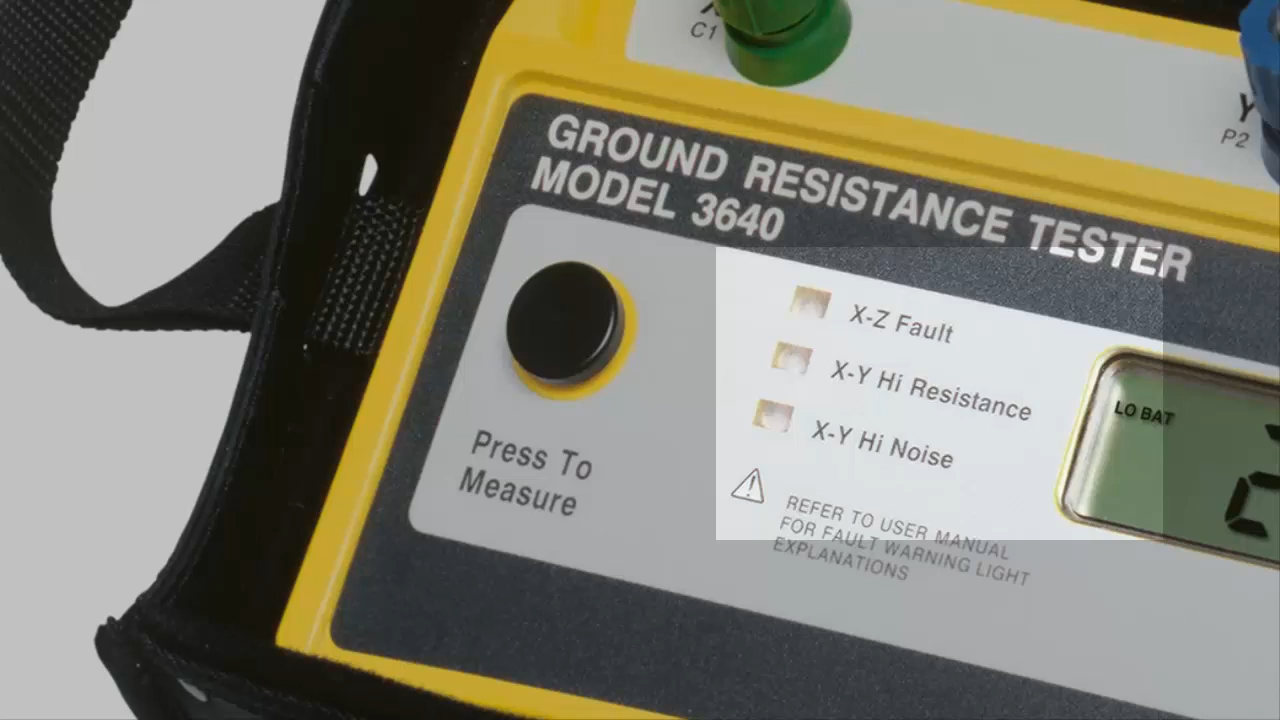 C1
Y
P2
GROUND RESISTANCE TESTER
MODEL 3640
X-Z Fault
X-Y Hi Resistance
X-Y Hi Noise
LO BAT
2
Press To
Measure
REFER TO USER MANUAL
FOR FAULT WARNING LIGHT
EXPLANATIONS